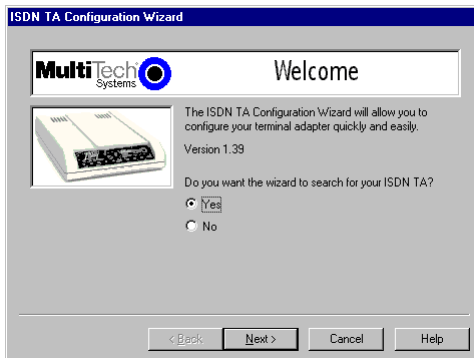 ISDN TA Configuration Wizard
MultiTech
Systems
Welcome
The ISDN TA Configuration Wizard will allow you to
configure your terminal adapter quickly and easily.
Version 1.39
Do you want the wizard to search for your ISDN TA?
Yes
No
< Back
Next >
Cancel
Help